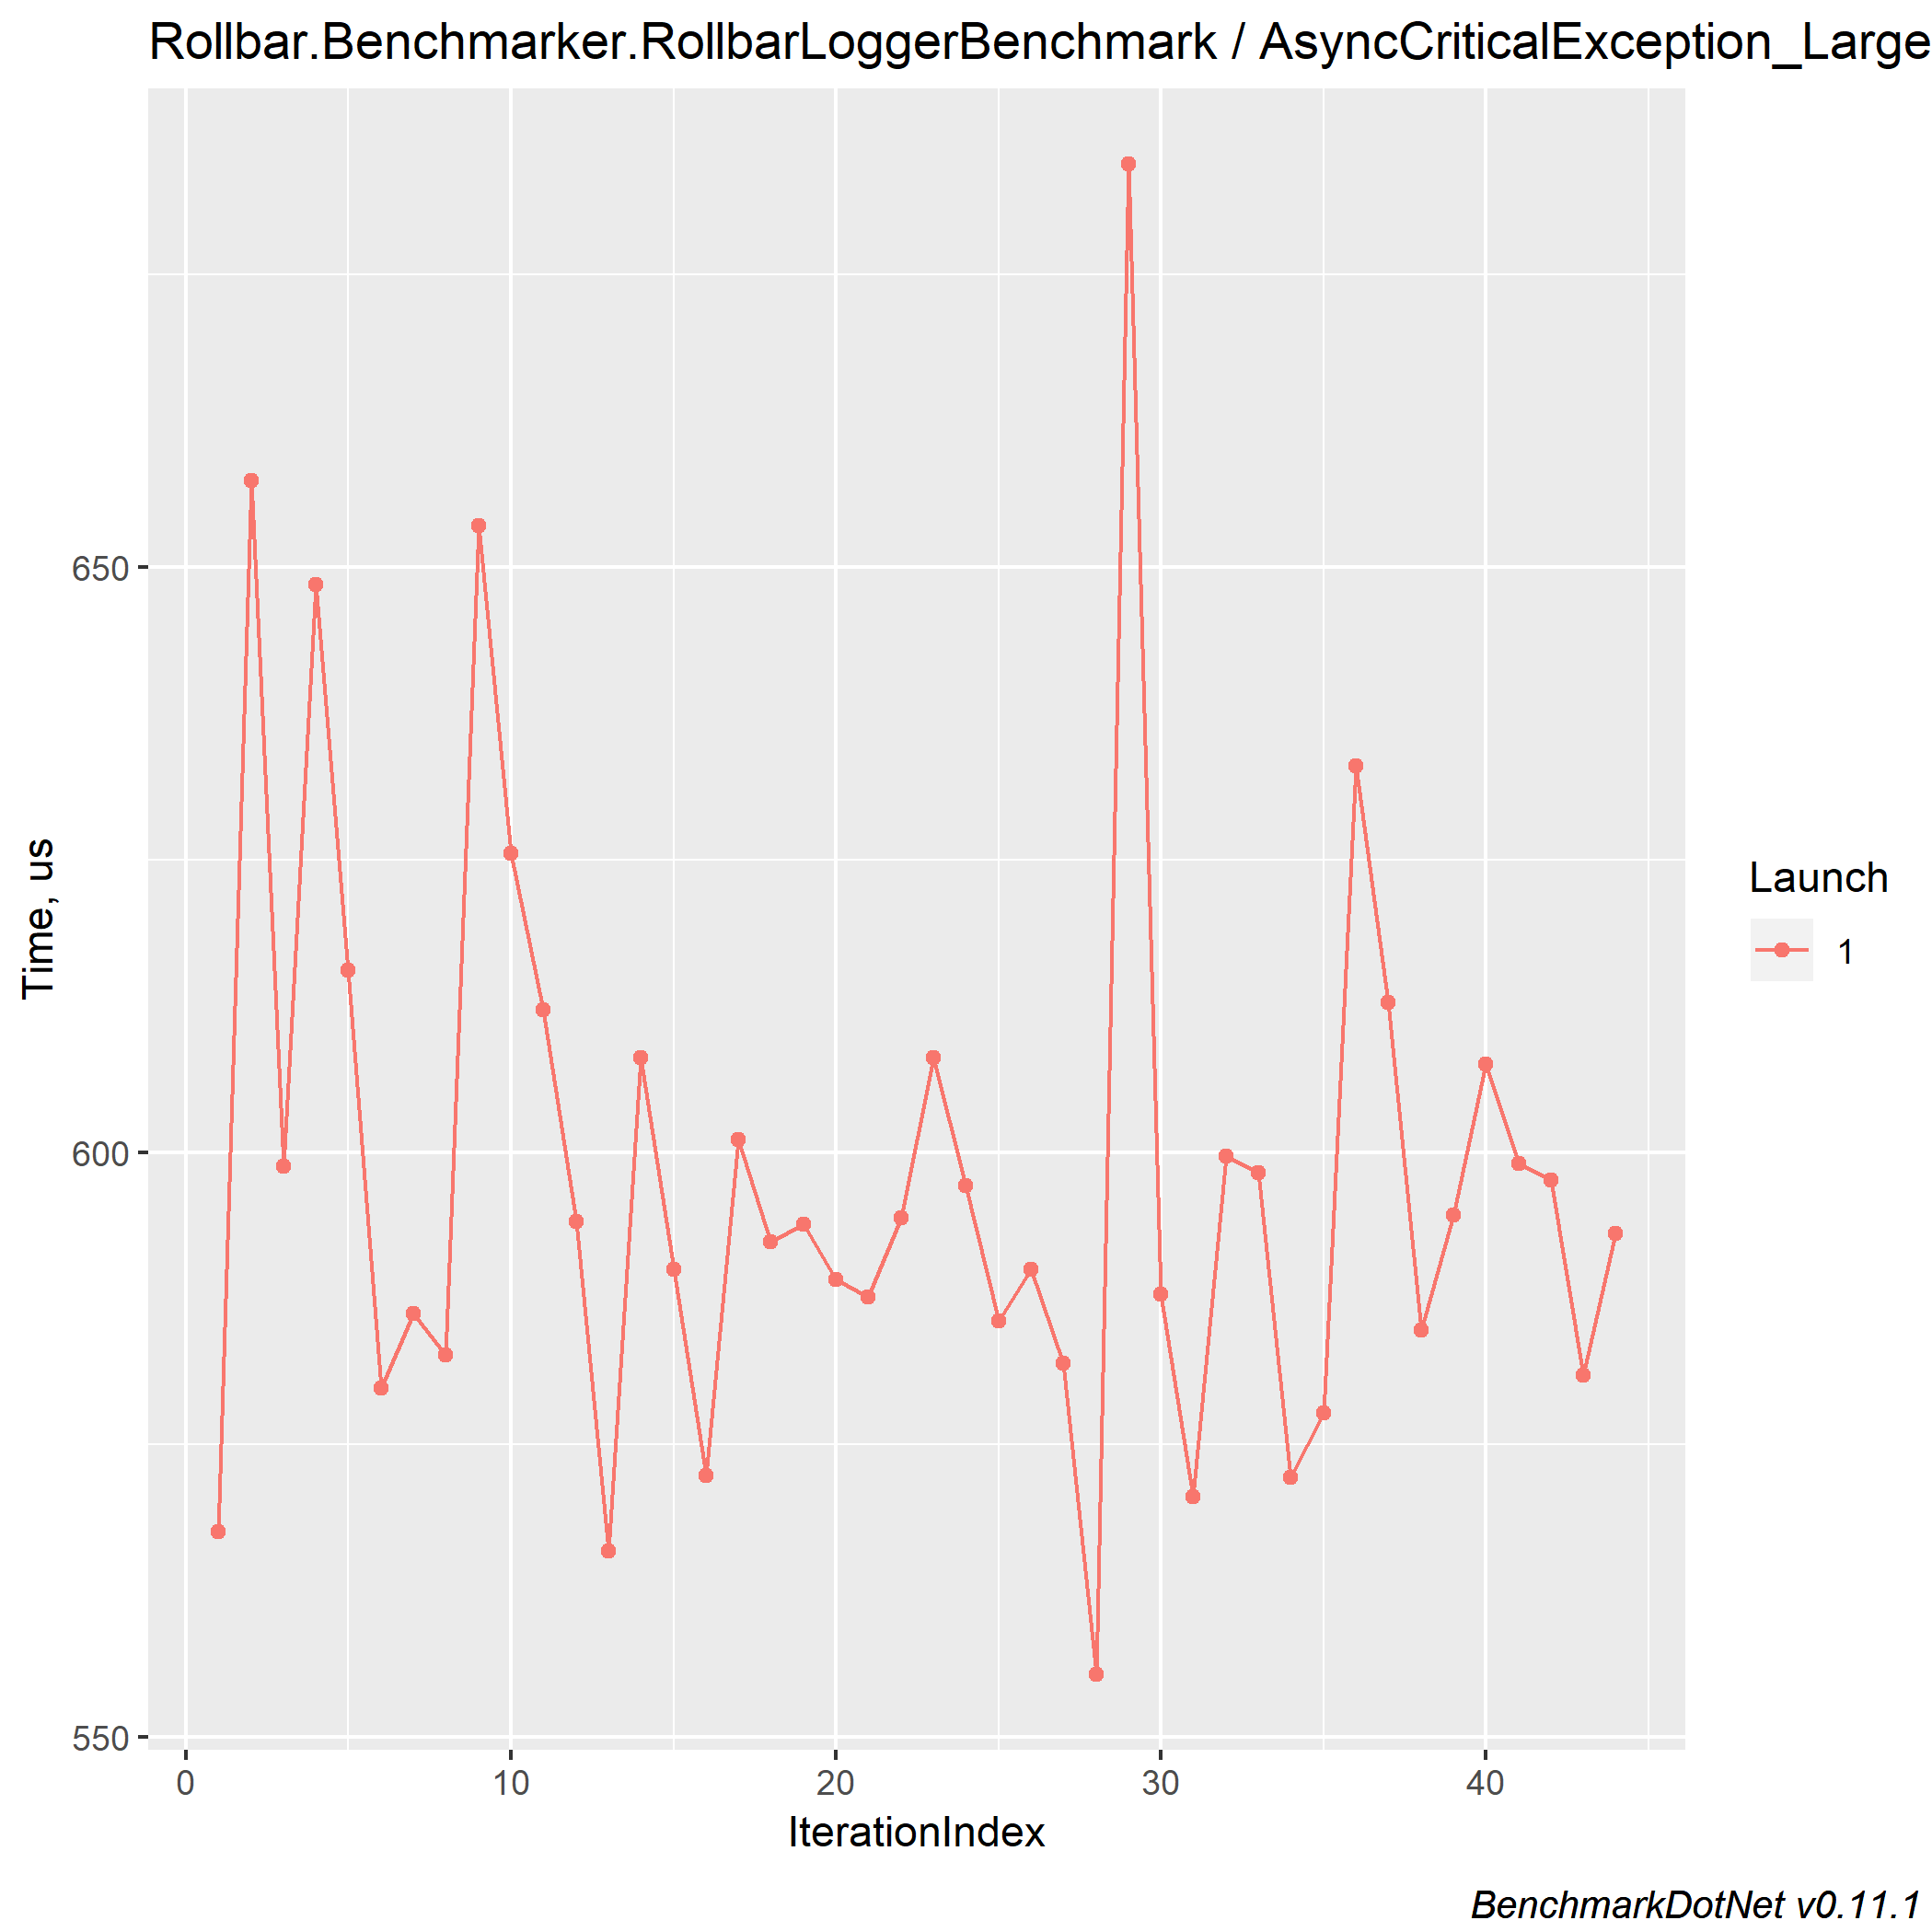 Rollbar.Benchmarker.RollbarLoggerBenchmark / AsyncCriticalException_Large
Time, us
650
600
550
0 10 20 30 40
IterationIndex
Launch
1
BenchmarkDotNet v0.11.1